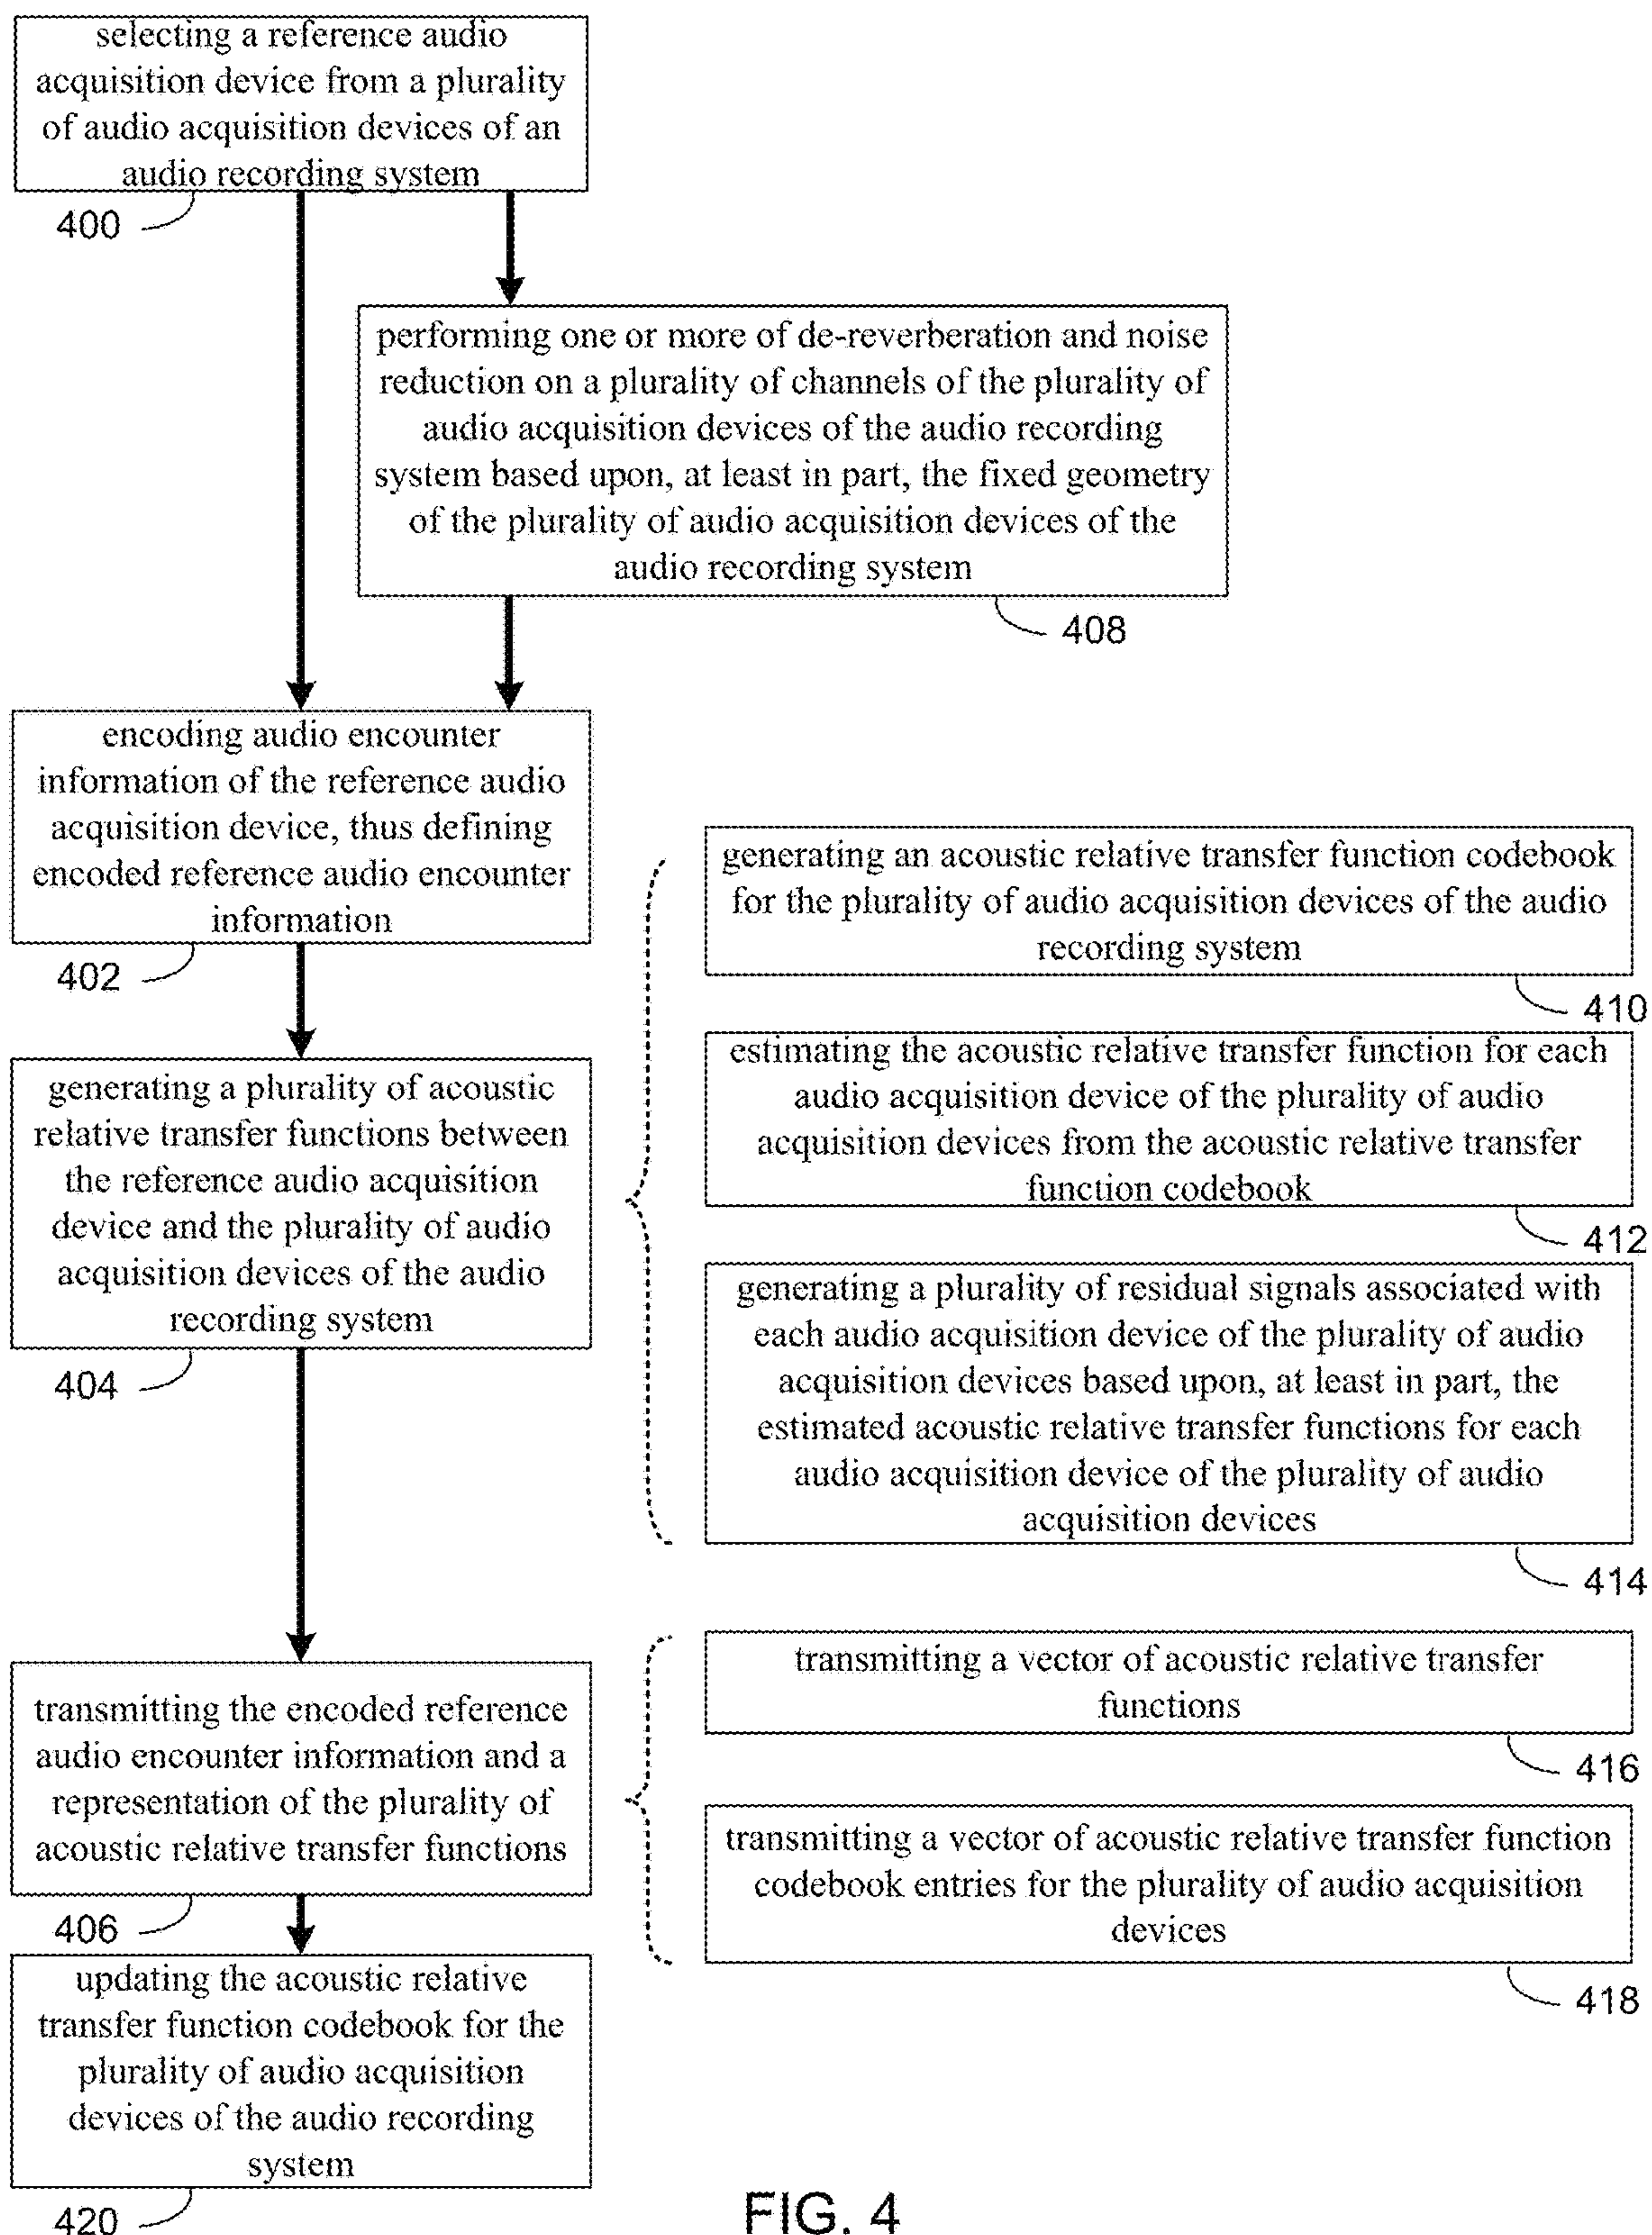 selecting a reference audio
acquisition device from a plurality
of audio acquisition devices of an
audio recording system
400
performing one or more of de-reverberation and noise
reduction on a plurality of channels of the plurality of
audio acquisition devices of the audio recording
system based upon, at least in part, the fixed geometry
of the plurality of audio acquisition devices of the
audio recording system
408
encoding audio encounter
information of the reference audio
acquisition device, thus defining
encoded reference audio encounter
information
402
generating an acoustic relative transfer function codebook
for the plurality of audio acquisition devices of the audio
recording system
410
estimating the acoustic relative transfer function for each
audio acquisition device of the plurality of audio
acquisition devices from the acoustic relative transfer
function codebook
412
generating a plurality of acoustic
relative transfer functions between
the reference audio acquisition
device and the plurality of audio
acquisition devices of the audio
recording system
404
generating a plurality of residual signals associated with
each audio acquisition device of the plurality of audio
acquisition devices based upon, at least in part, the
estimated acoustic relative transfer functions for each
audio acquisition device of the plurality of audio
acquisition devices
414
transmitting the encoded reference
audio encounter information and a
representation of the plurality of
acoustic relative transfer functions
406
transmitting a vector of acoustic relative transfer
functions
416
transmitting a vector of acoustic relative transfer function
codebook entries for the plurality of audio acquisition
devices
418
updating the acoustic relative
transfer function codebook for the
plurality of audio acquisition
devices of the audio recording
system
420
FIG. 4